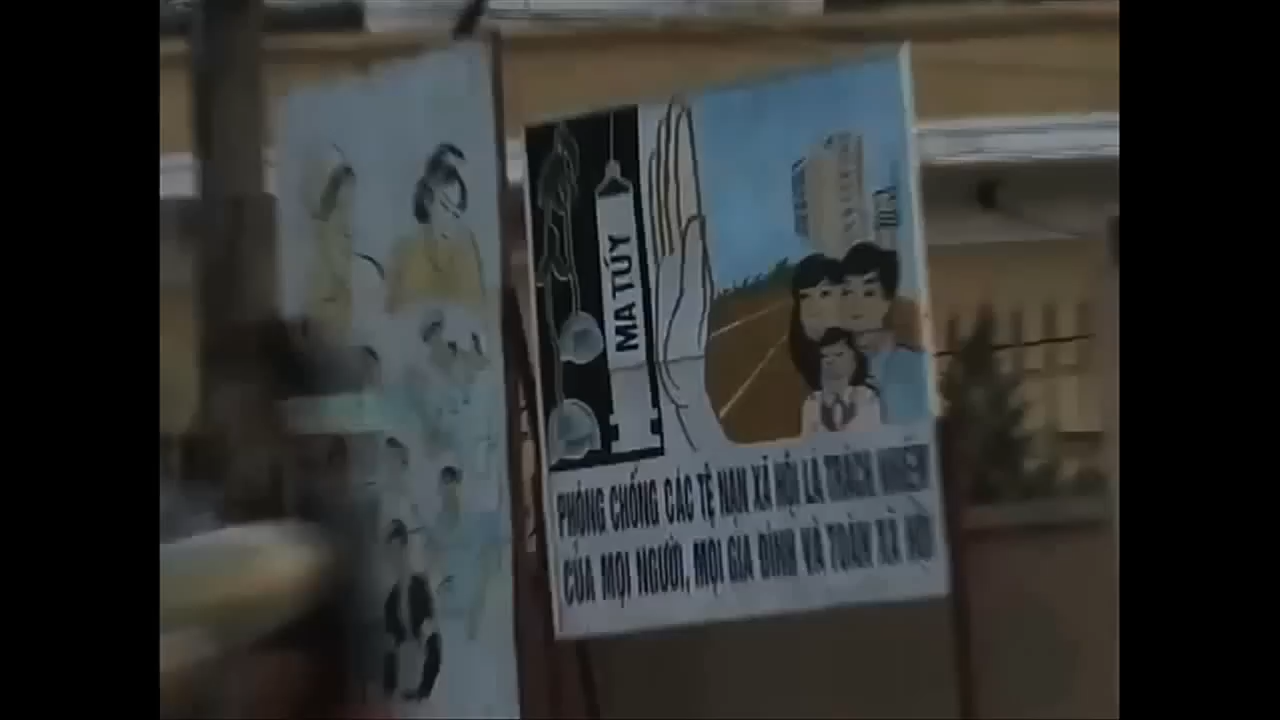 MA TÚY
PHÒNG CHỐNG CÁC TỆ NẠN XÃ HỘI LÀ TRÁCH NHIỆM
CỦA MỌI NGƯỜI, MỌI GIA ĐÌNH VÀ TOÀN XÃ HỘI